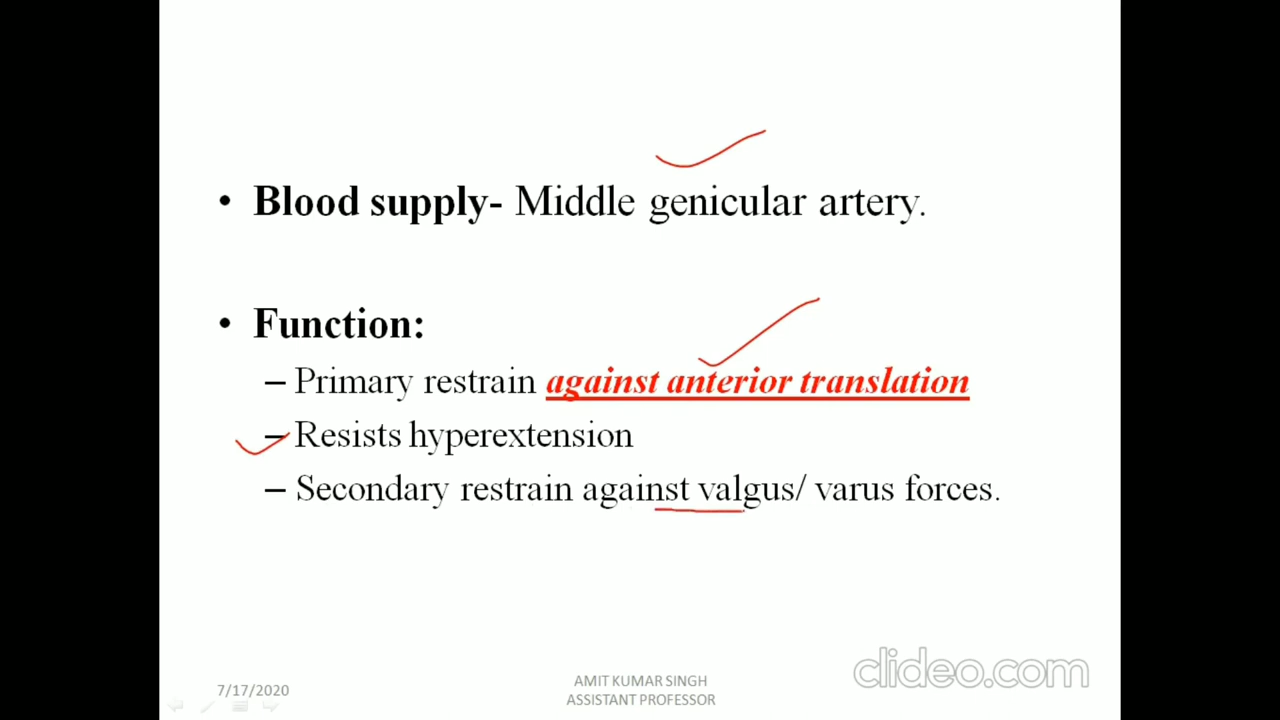 • Blood supply- Middle genicular artery.
• Function:
– Primary restrain against anterior translation
– Resists hyperextension
– Secondary restrain against valgus/ varus forces.
7/17/2020
AMIT KUMAR SINGH
ASSISTANT PROFESSOR
clideo.com